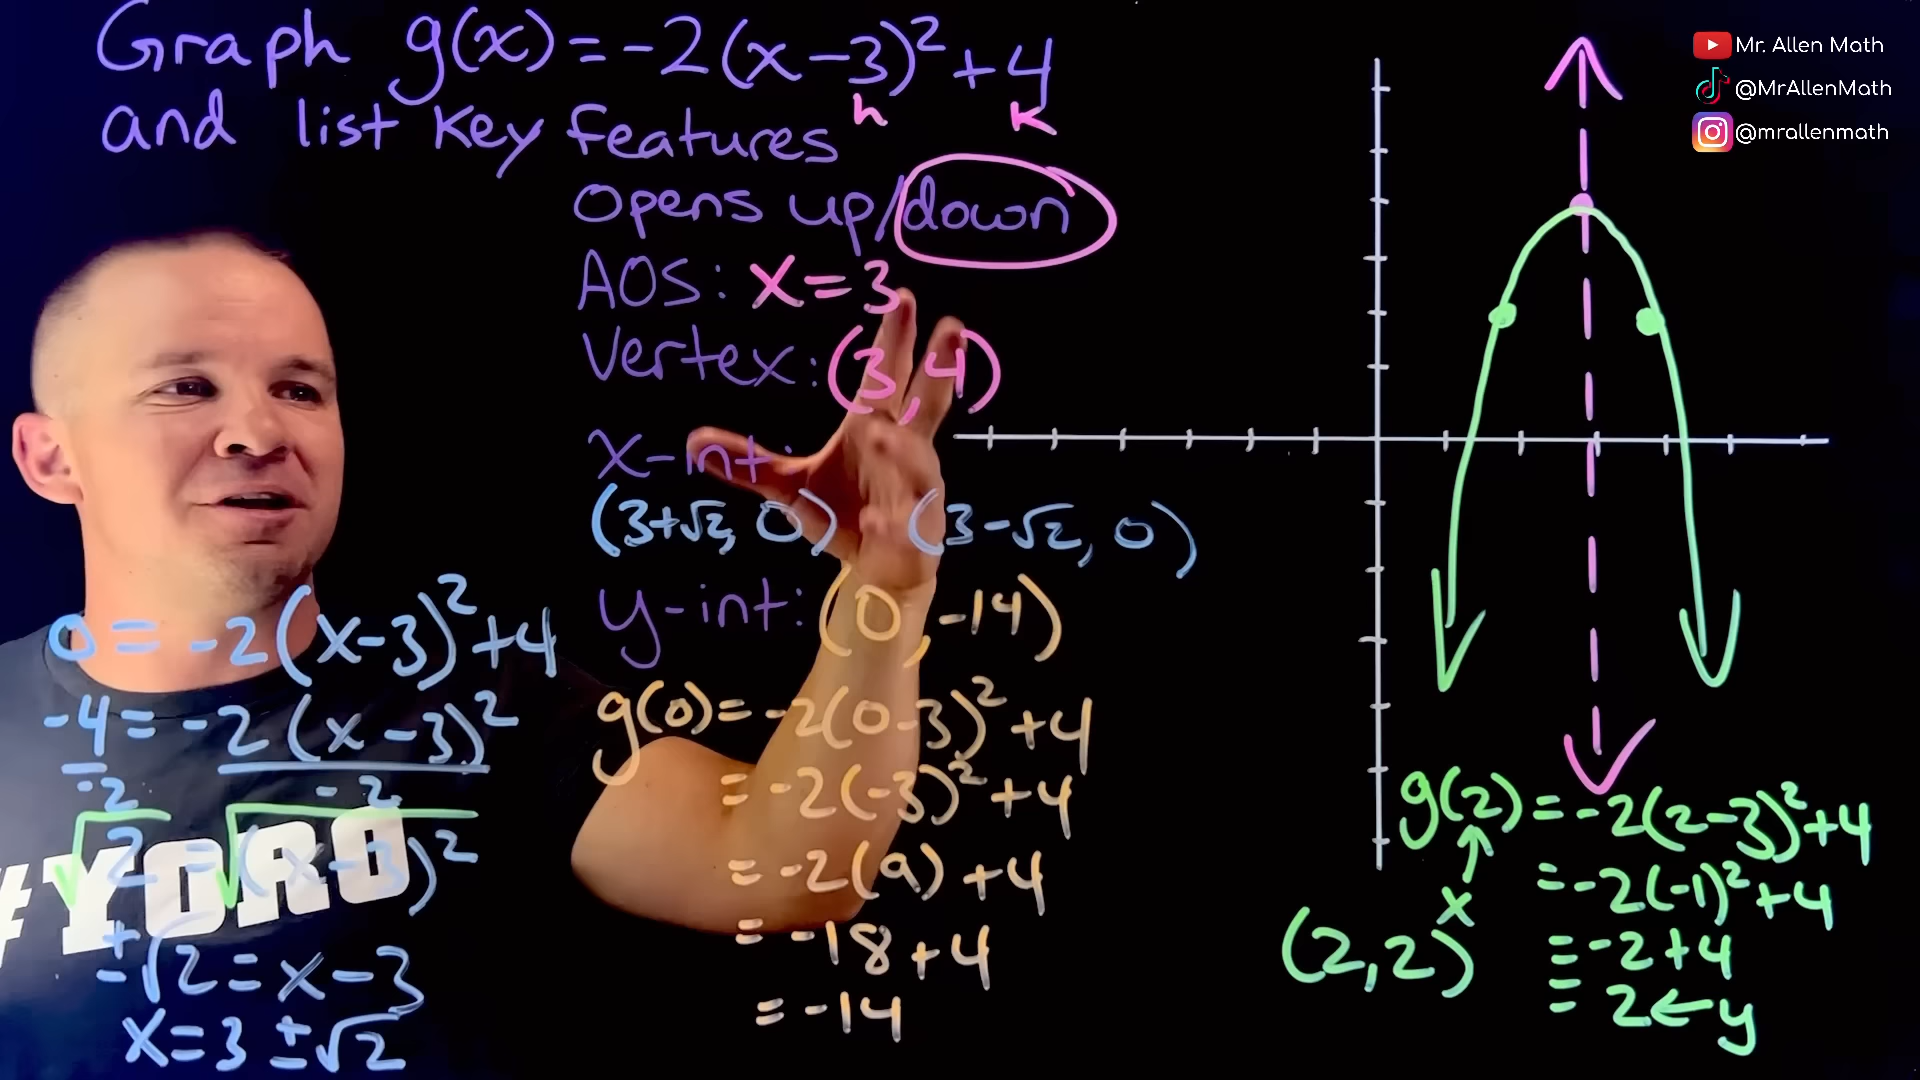 Graph g(x) = -2(x-3)²+4
h k
and list key features
Opens up/down
AOS: x=3
Vertex: (3,4)
x-int:
(3+√2, 0) (3-√2, 0)
y-int: (0,-14)
g(0) = -2(0-3)²+4
= -2(-3)²+4
= -2(9)+4
= -18+4
= -14
0 = -2(x-3)²+4
-4 = -2(x-3)²
-2 -2
√2 = √(x-3)²
±√2 = x-3
x = 3±√2
#YORO
g(2) = -2(2-3)²+4
x
= -2(-1)²+4
= -2+4
= 2 ← y
(2,2)
Mr. Allen Math
@MrAllenMath
@mrallenmath